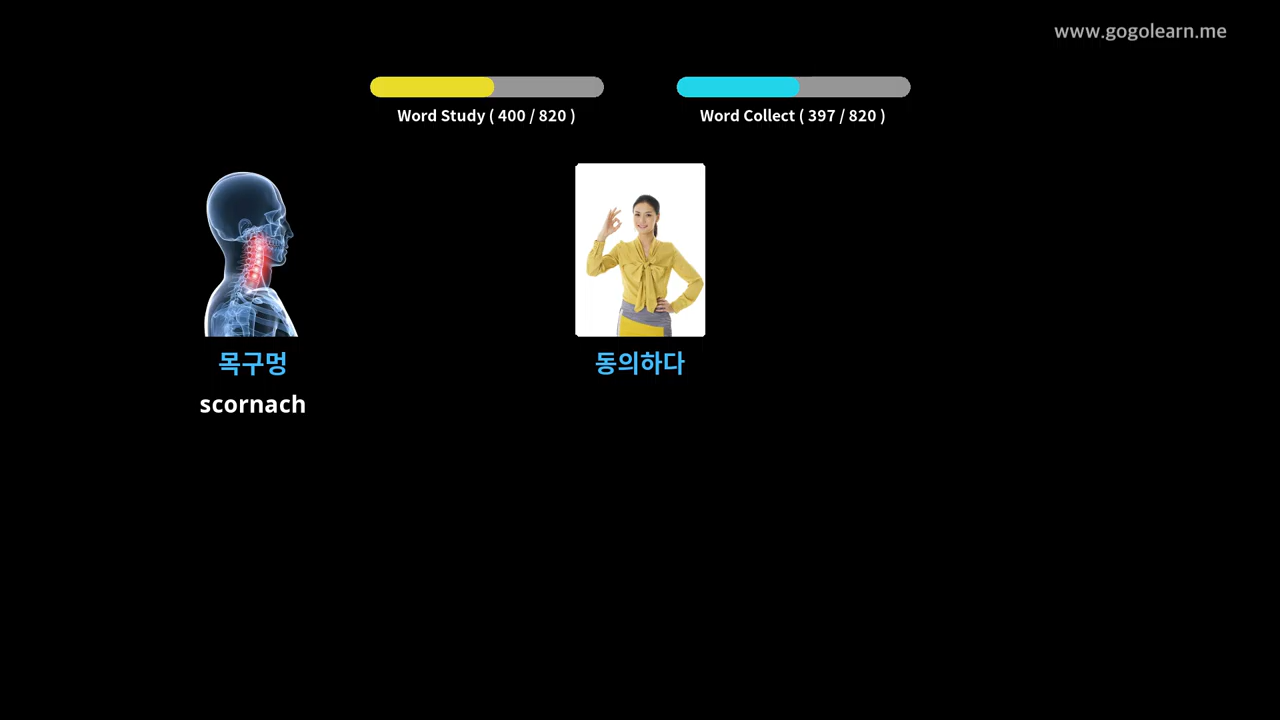 www.gogolearn.me
Word Study ( 400 / 820 )
Word Collect ( 397 / 820 )
목구멍
동의하다
scornach